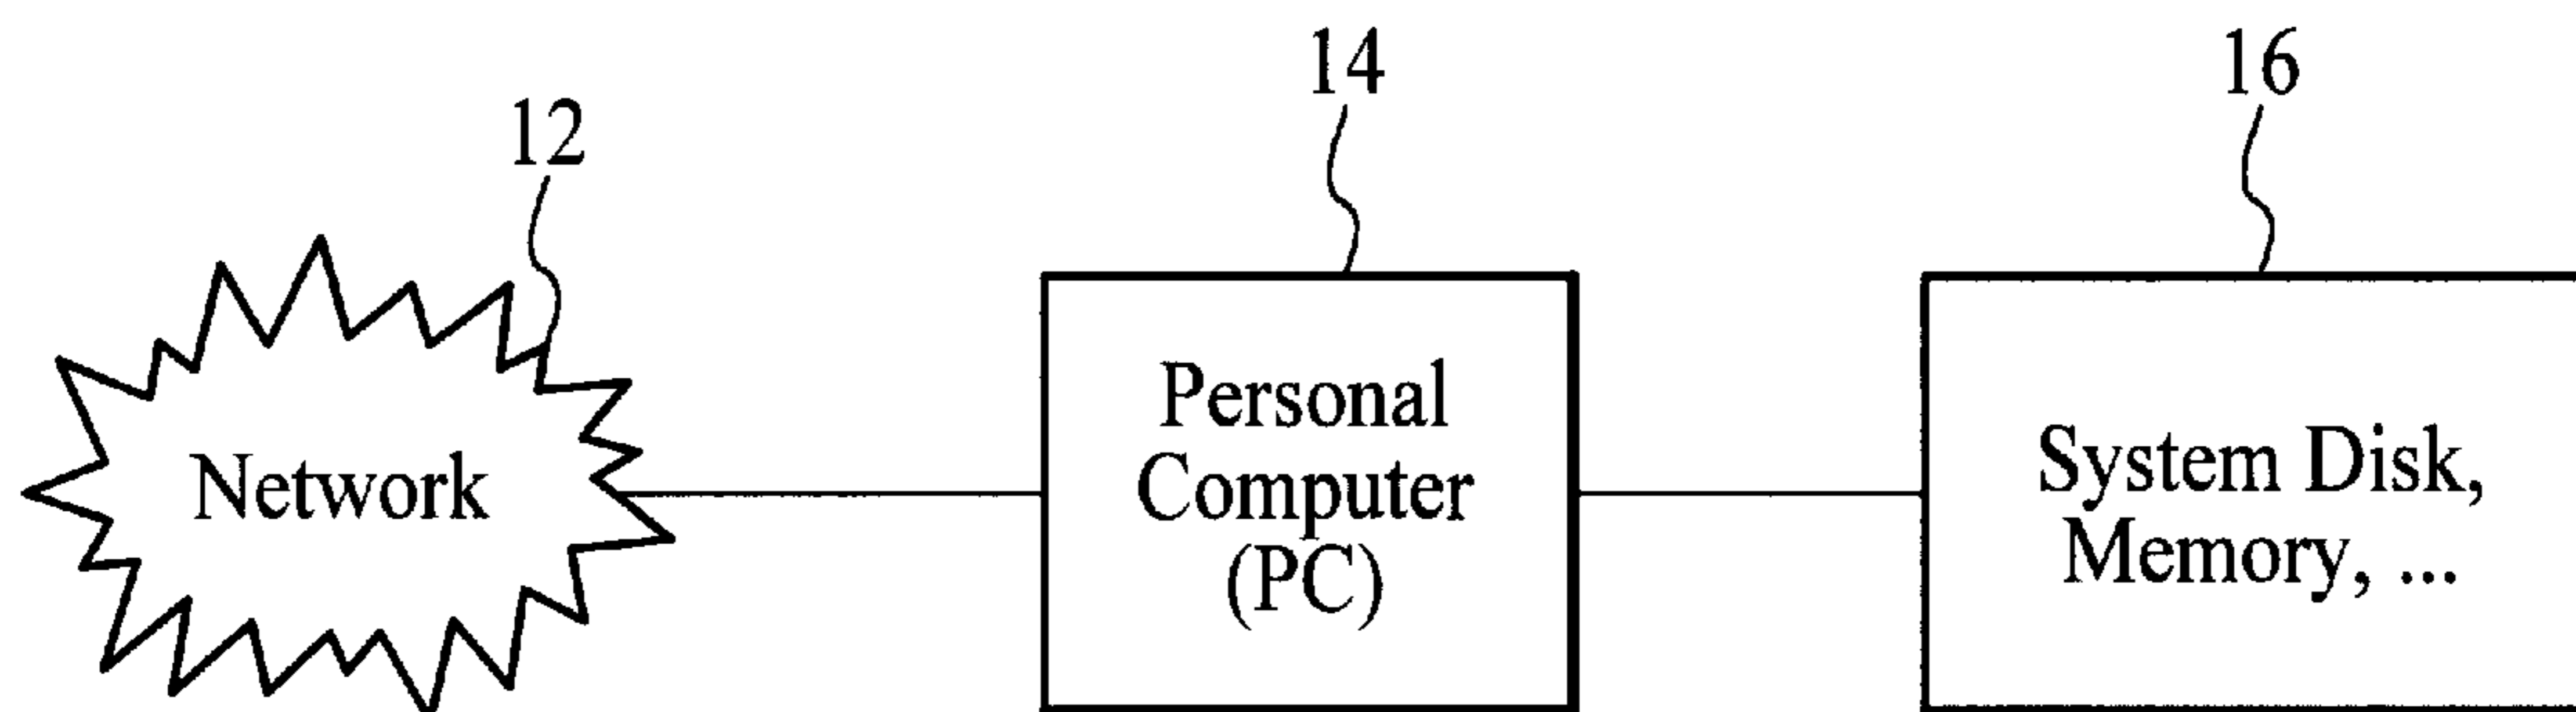 14
16
12
Network
Personal
Computer
(PC)
System Disk,
Memory, ...